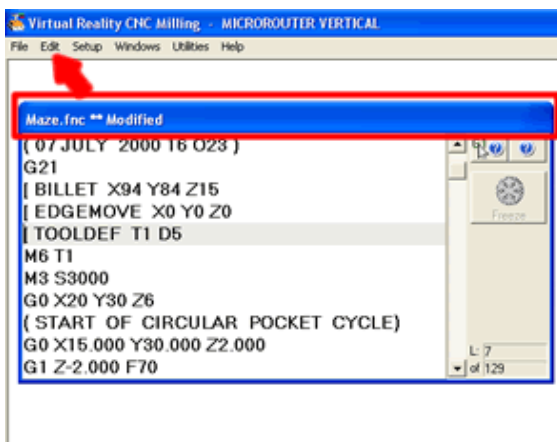 Virtual Reality CNC Milling - MICROROUTER VERTICAL
File Edit Setup Windows Utilities Help
Maze.fnc ** Modified
( 07 JULY 2000 16 O23 )
G21
[ BILLET X94 Y84 Z15
[ EDGEMOVE X0 Y0 Z0
[ TOOLDEF T1 D5
M6 T1
M3 S3000
G0 X20 Y30 Z6
( START OF CIRCULAR POCKET CYCLE)
G0 X15.000 Y30.000 Z2.000
G1 Z-2.000 F70
Freeze
L: 7
of 129